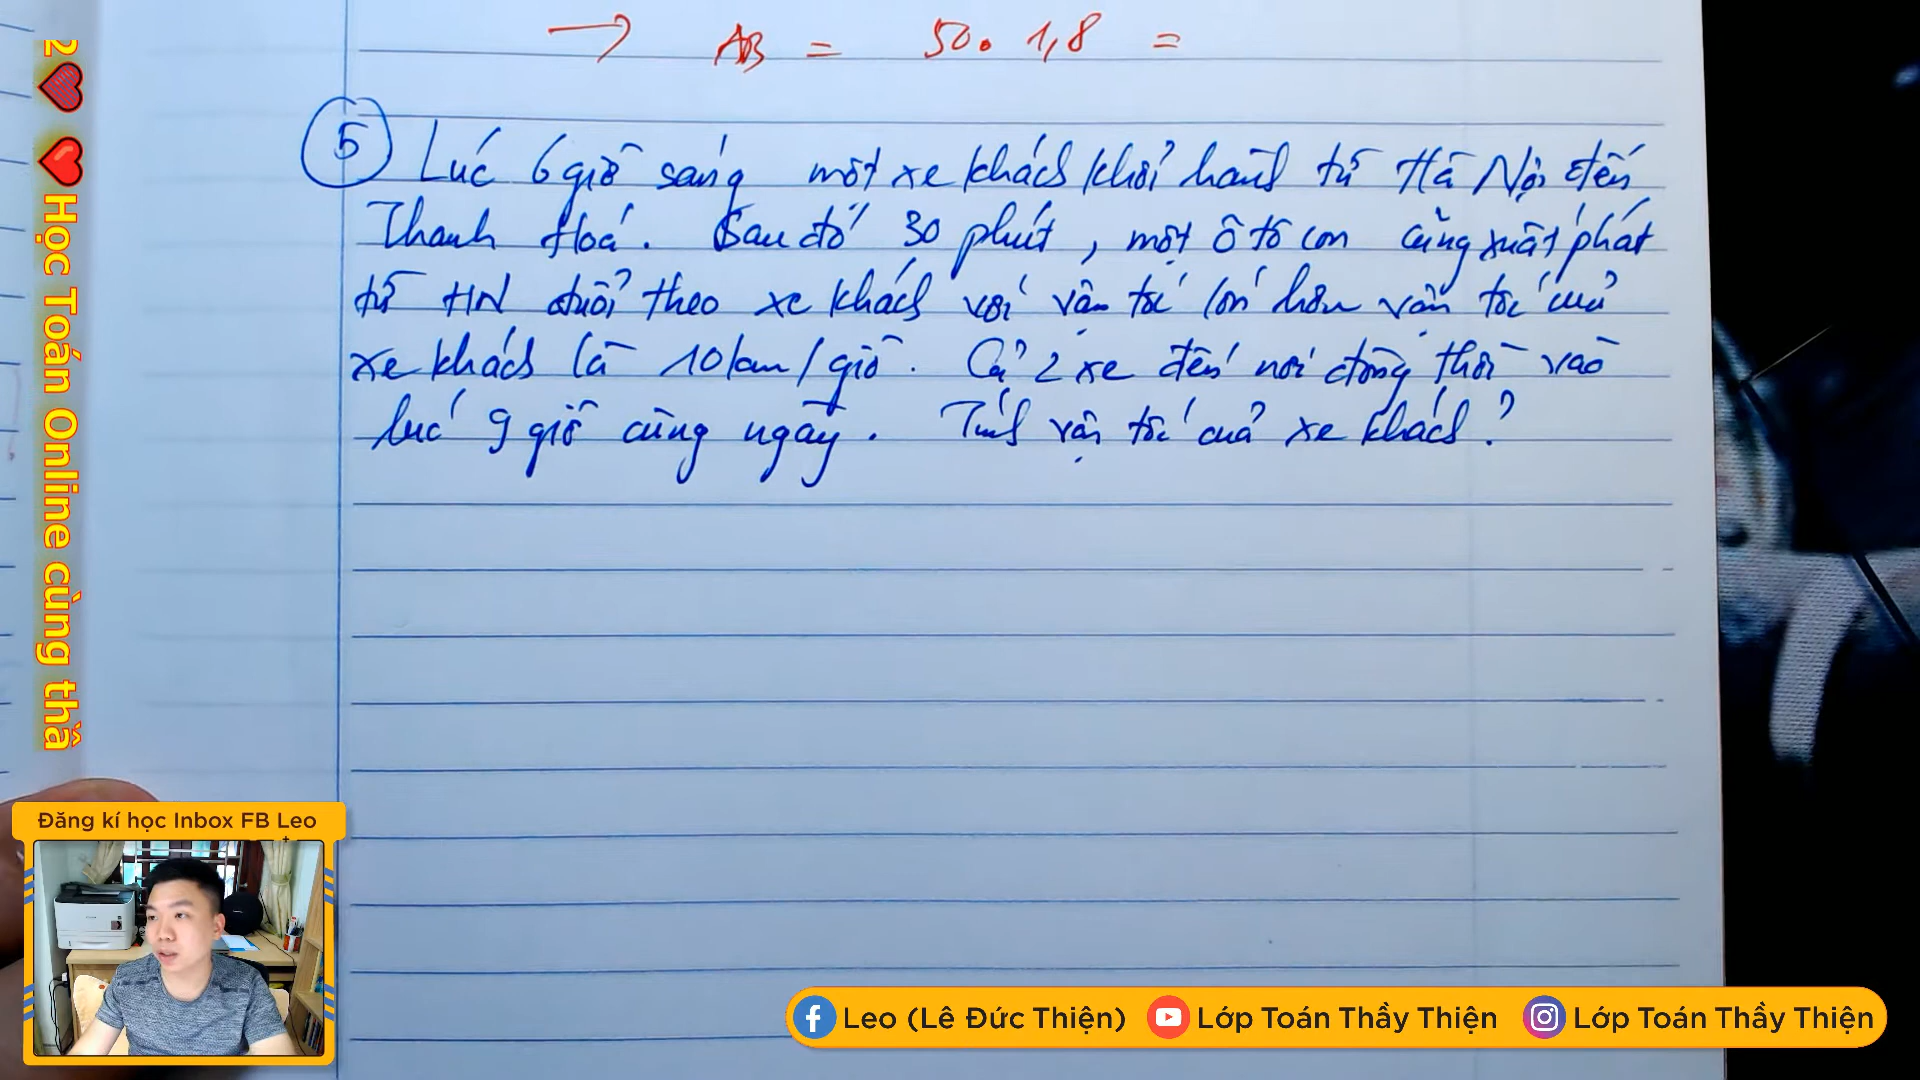 → AB = 50. 1,8 =
5 Lúc 6 giờ sáng một xe khách khởi hành từ Hà Nội đến
Thanh Hoá. Sau đó 30 phút, một ô tô con cũng xuất phát
từ HN đuổi theo xe khách với vận tốc lớn hơn vận tốc của
xe khách là 10km/giờ. Cả 2 xe đến nơi đồng thời vào
lúc 9 giờ cùng ngày. Tính vận tốc của xe khách?
2 ❤ ❤ Học Toán Online cùng thầ
Đăng kí học Inbox FB Leo
Leo (Lê Đức Thiện) Lớp Toán Thầy Thiện Lớp Toán Thầy Thiện